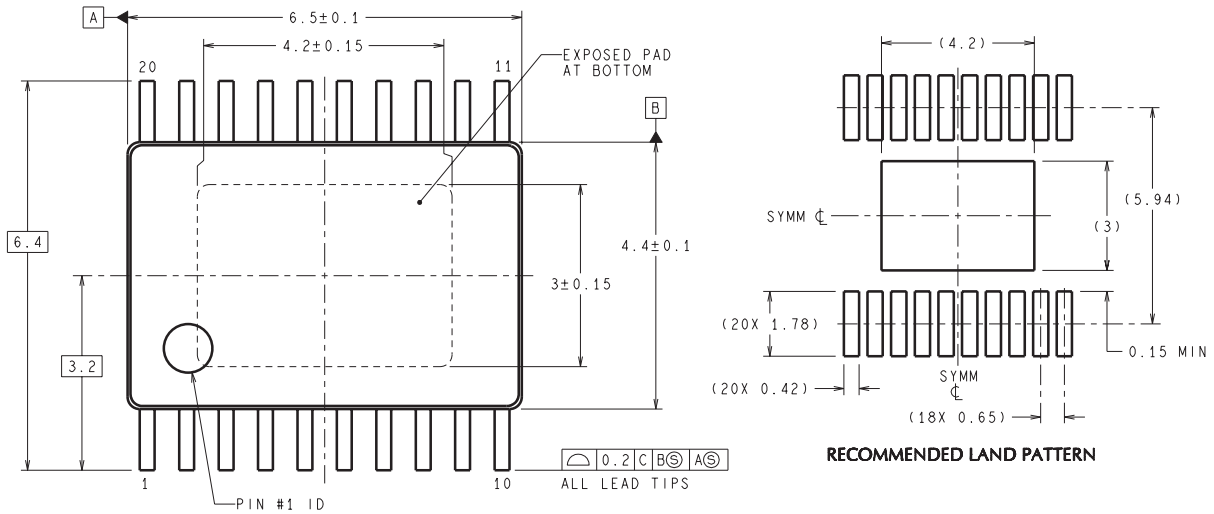 A
6.5±0.1
4.2±0.15
EXPOSED PAD
AT BOTTOM
20
11
B
6.4
4.4±0.1
3±0.15
3.2
⌓ 0.2 C BⓈ AⓈ
ALL LEAD TIPS
1
10
PIN #1 ID
(4.2)
(5.94)
SYMM ℄
(3)
(20X 1.78)
0.15 MIN
(20X 0.42)
SYMM
℄
(18X 0.65)
RECOMMENDED LAND PATTERN